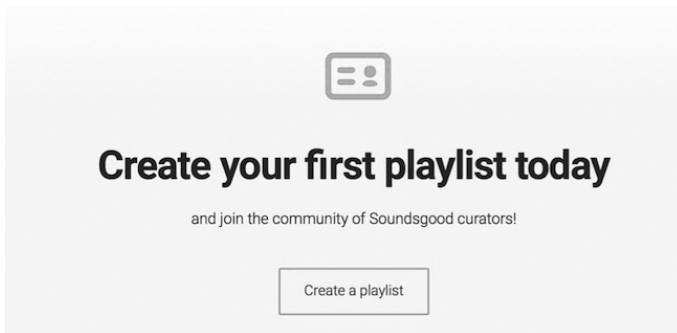 Create your first playlist today
and join the community of Soundsgood curators!
Create a playlist